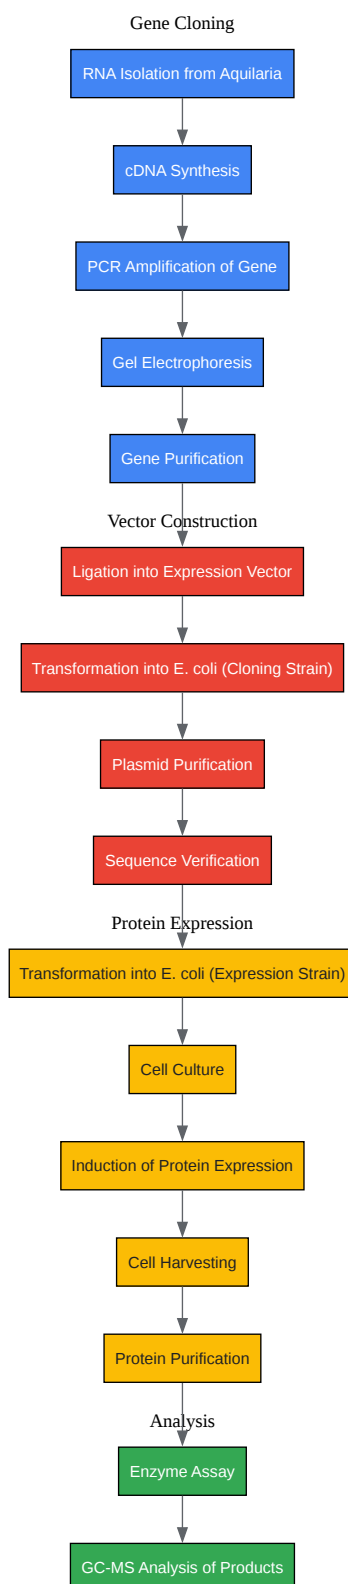 Gene Cloning
RNA Isolation from Aquilaria
cDNA Synthesis
PCR Amplification of Gene
Gel Electrophoresis
Gene Purification
Vector Construction
Ligation into Expression Vector
Transformation into E. coli (Cloning Strain)
Plasmid Purification
Sequence Verification
Protein Expression
Transformation into E. coli (Expression Strain)
Cell Culture
Induction of Protein Expression
Cell Harvesting
Protein Purification
Analysis
Enzyme Assay
GC-MS Analysis of Products